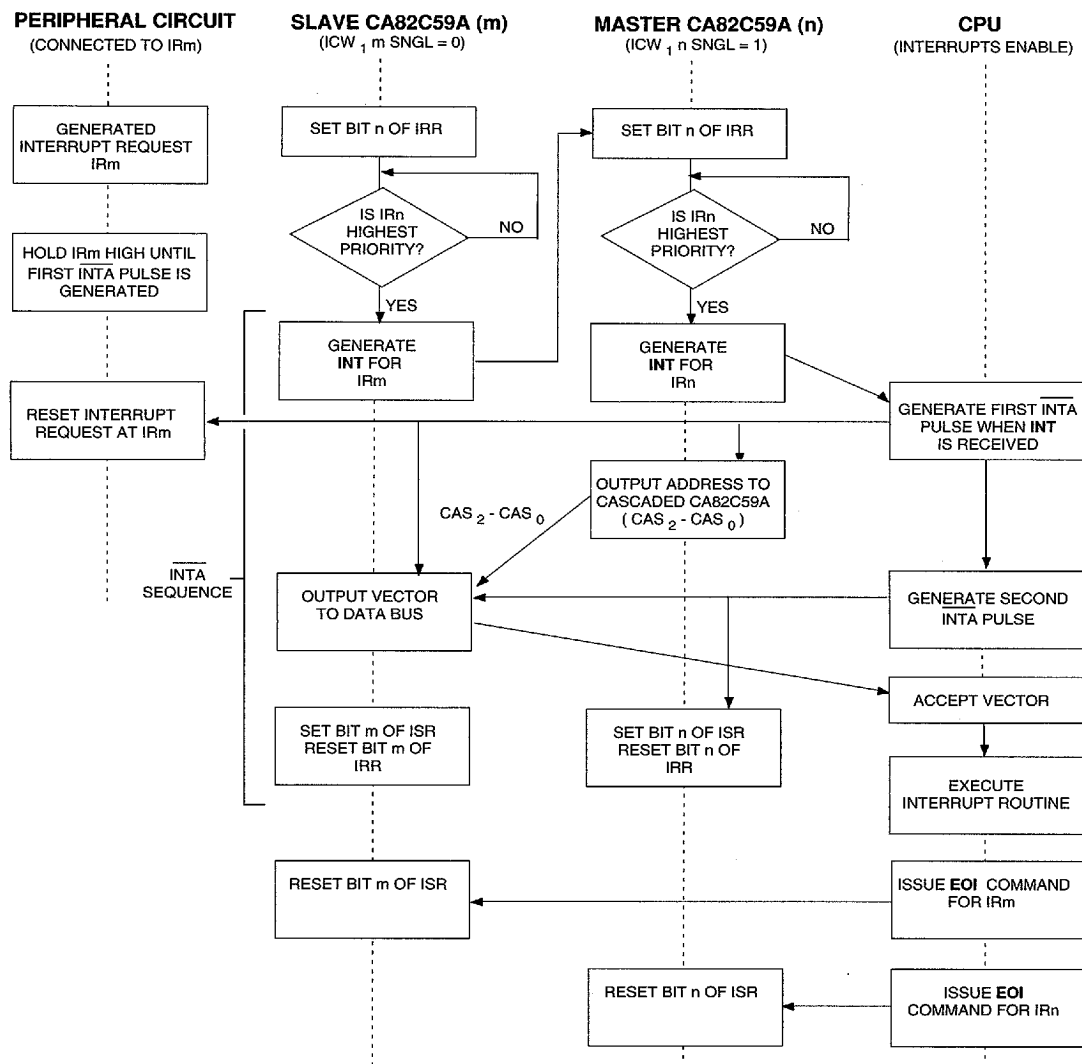 PERIPHERAL CIRCUIT
(CONNECTED TO IRm)
SLAVE CA82C59A (m)
(ICW 1 m SNGL = 0)
MASTER CA82C59A (n)
(ICW 1 n SNGL = 1)
CPU
(INTERRUPTS ENABLE)
GENERATED
INTERRUPT REQUEST
IRm
SET BIT n OF IRR
SET BIT n OF IRR
IS IRn
HIGHEST
PRIORITY?
NO
IS IRn
HIGHEST
PRIORITY?
NO
HOLD IRm HIGH UNTIL
FIRST INTA PULSE IS
GENERATED
YES
YES
GENERATE
INT FOR
IRm
GENERATE
INT FOR
IRn
RESET INTERRUPT
REQUEST AT IRm
GENERATE FIRST INTA
PULSE WHEN INT
IS RECEIVED
OUTPUT ADDRESS TO
CASCADED CA82C59A
( CAS 2 - CAS 0 )
CAS 2 - CAS 0
INTA
SEQUENCE
OUTPUT VECTOR
TO DATA BUS
GENERATE SECOND
INTA PULSE
ACCEPT VECTOR
SET BIT m OF ISR
RESET BIT m OF
IRR
SET BIT n OF ISR
RESET BIT n OF
IRR
EXECUTE
INTERRUPT ROUTINE
RESET BIT m OF ISR
ISSUE EOI COMMAND
FOR IRm
RESET BIT n OF ISR
ISSUE EOI
COMMAND FOR IRn